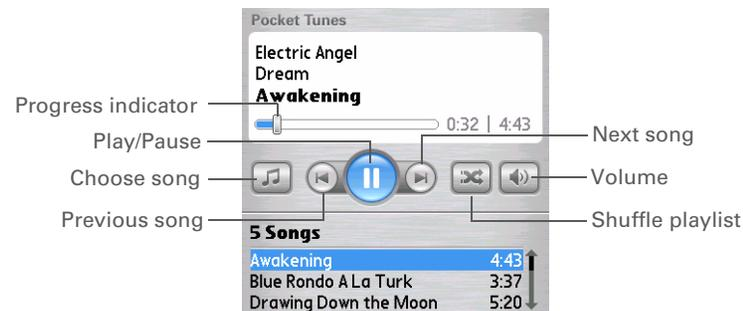 Pocket Tunes
Electric Angel
Dream
Awakening
0:32 | 4:43
Progress indicator
Play/Pause
Choose song
Previous song
Next song
Volume
Shuffle playlist
5 Songs
Awakening 4:43
Blue Rondo A La Turk 3:37
Drawing Down the Moon 5:20